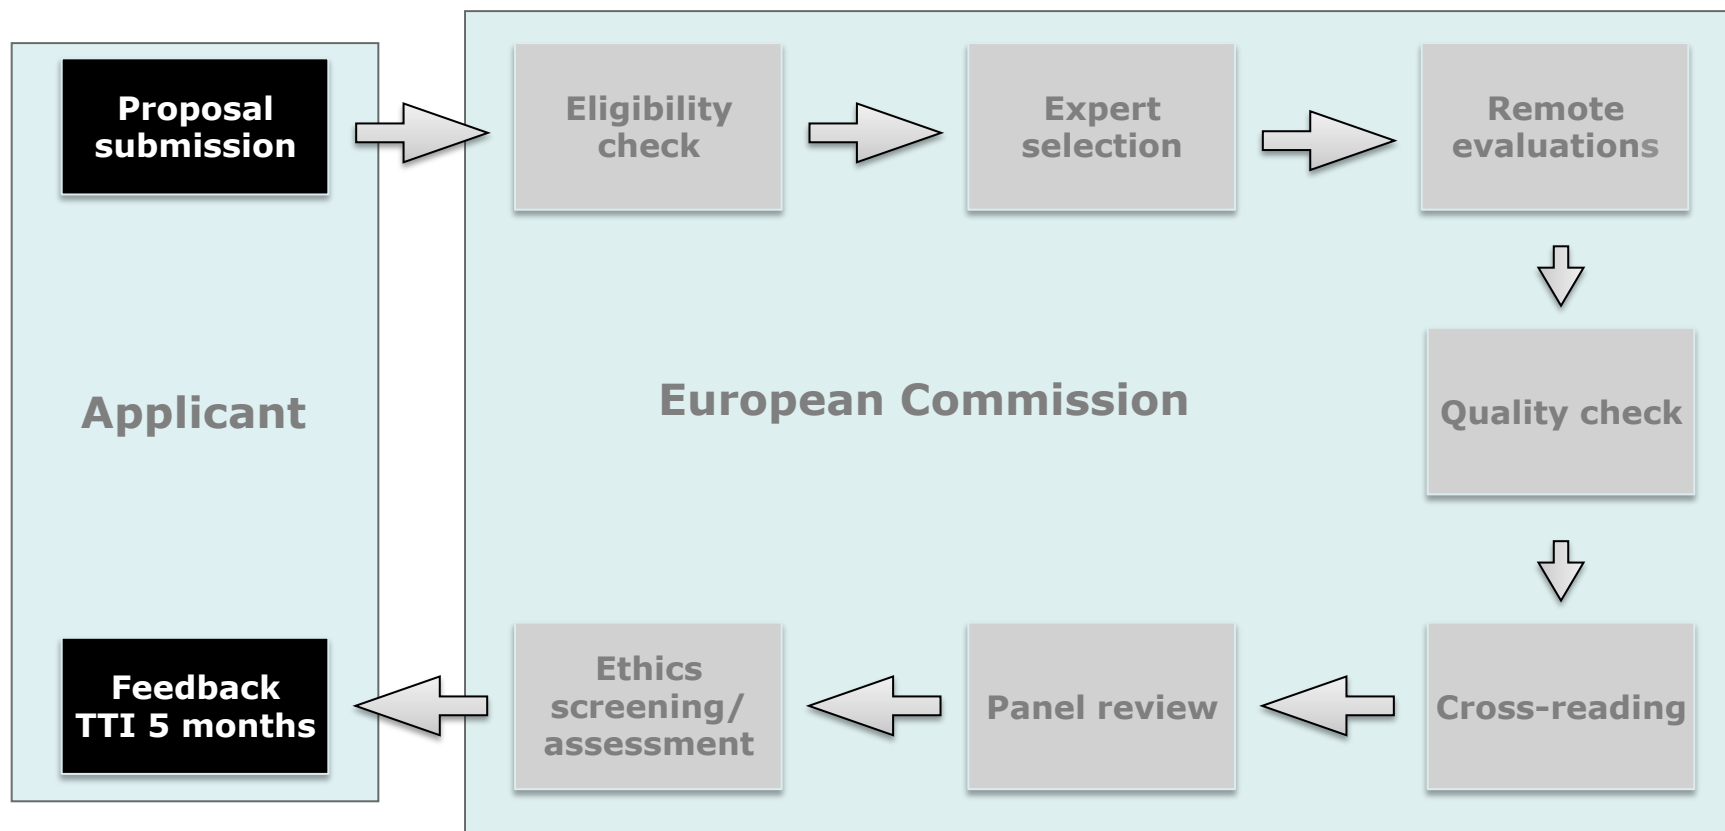 Proposal
submission
Eligibility
check
Expert
selection
Remote
evaluations
Applicant
European Commission
Quality check
Feedback
TTI 5 months
Ethics
screening/
assessment
Panel review
Cross-reading